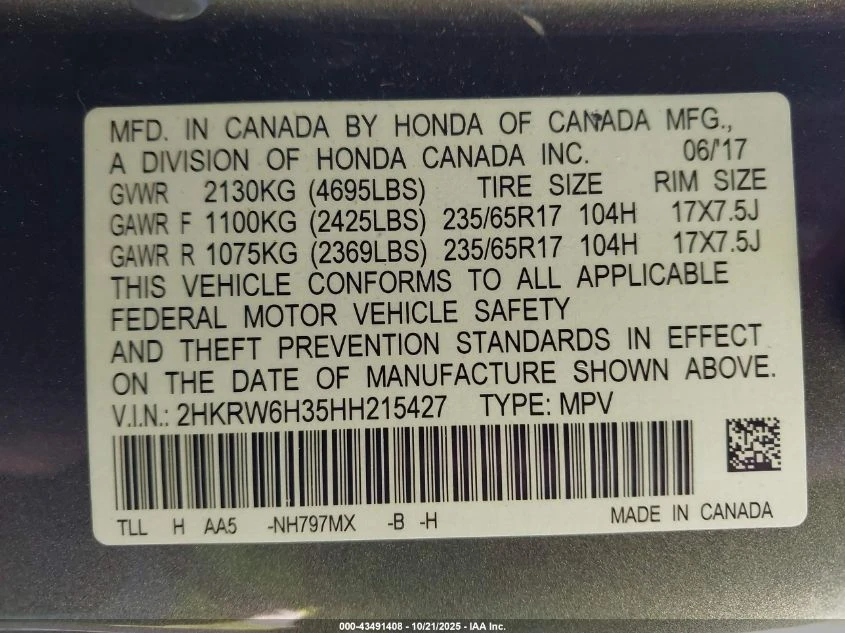 MFD. IN CANADA BY HONDA OF CANADA MFG.,
A DIVISION OF HONDA CANADA INC. 06/'17
GVWR 2130KG (4695LBS) TIRE SIZE RIM SIZE
GAWR F 1100KG (2425LBS) 235/65R17 104H 17X7.5J
GAWR R 1075KG (2369LBS) 235/65R17 104H 17X7.5J
THIS VEHICLE CONFORMS TO ALL APPLICABLE
FEDERAL MOTOR VEHICLE SAFETY
AND THEFT PREVENTION STANDARDS IN EFFECT
ON THE DATE OF MANUFACTURE SHOWN ABOVE.
V.I.N.: 2HKRW6H35HH215427 TYPE: MPV
TLL H AA5 -NH797MX -B -H MADE IN CANADA
000-43491408 - 10/21/2025 - IAA Inc.